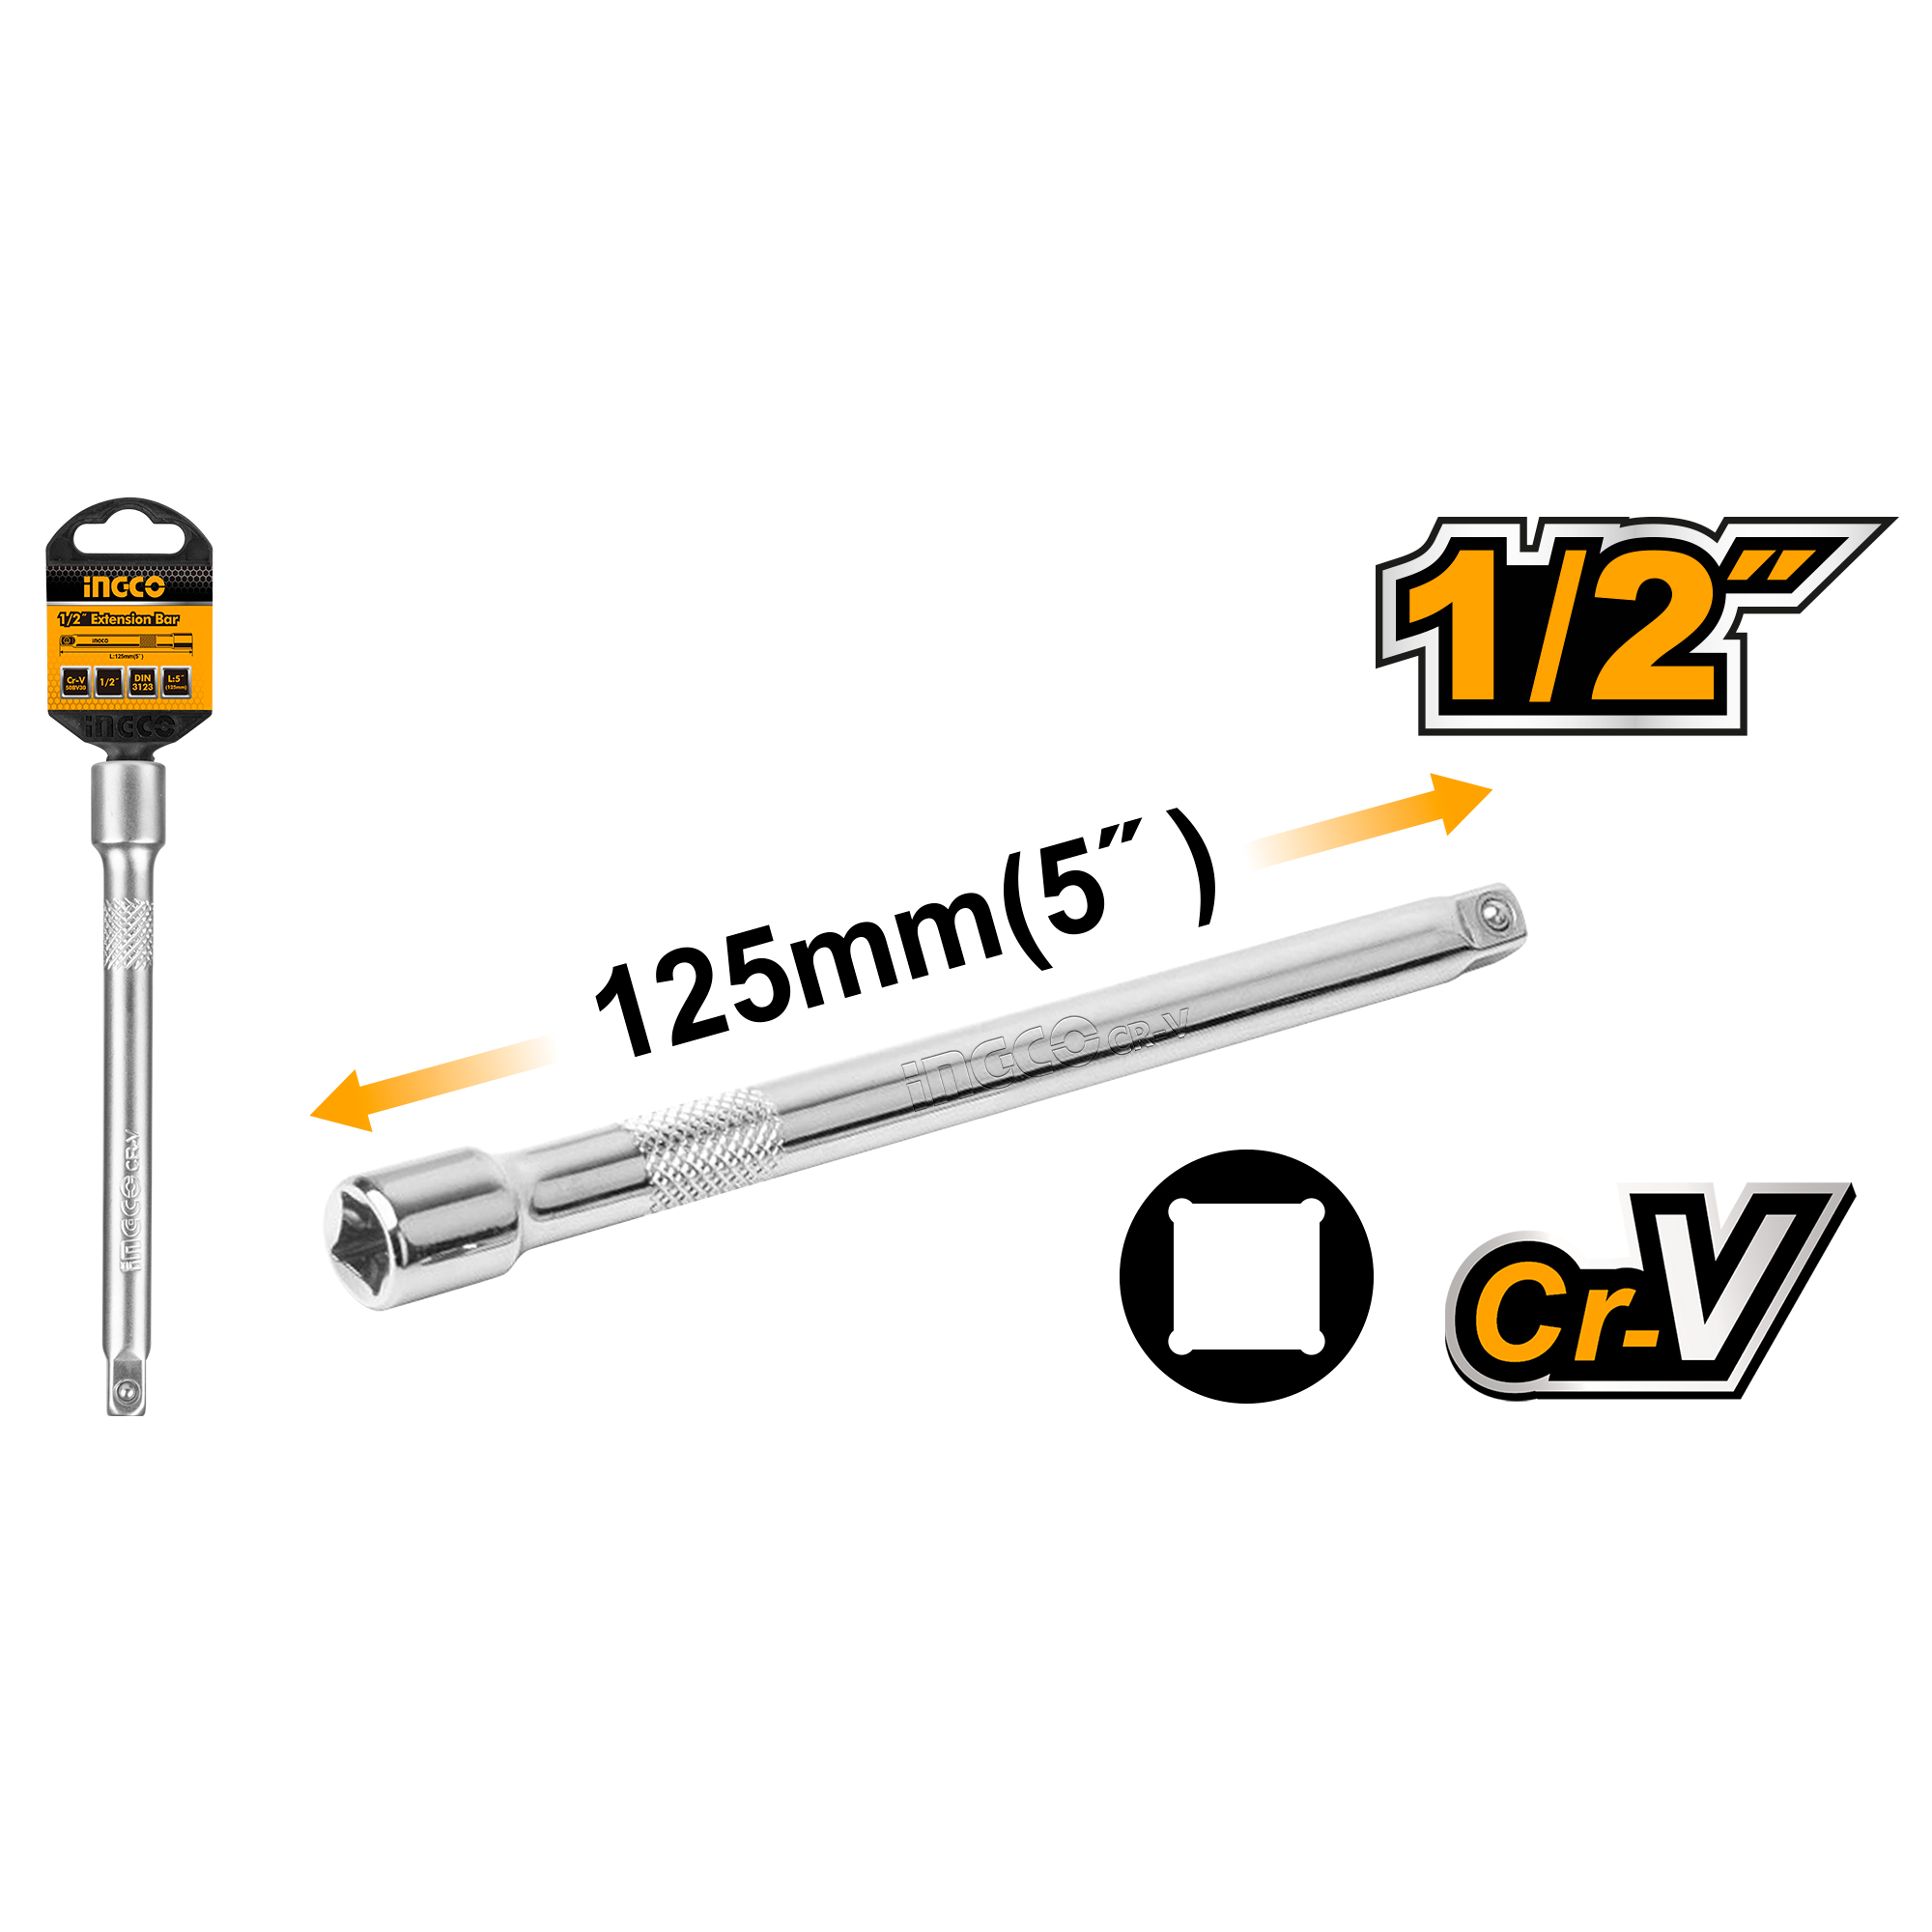 INGCO
1/2" Extension Bar
INGCO
L:125mm(5")
Cr-V
50BV30
1/2"
DIN
3123
L:5"
(125mm)
INGCO
INGCO CR-V
125mm(5")
INGCO CR-V
1/2"
Cr-V